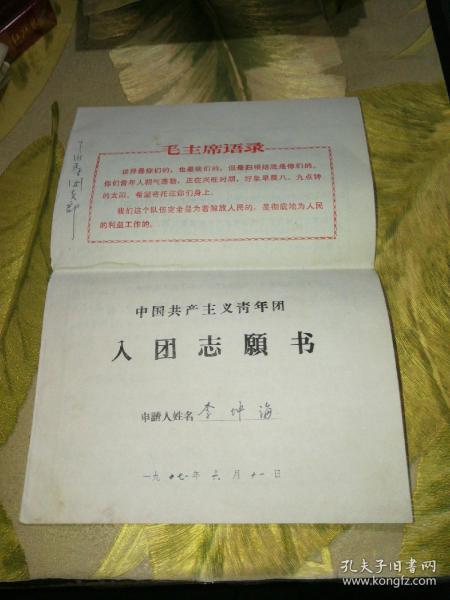 毛主席语录
世界是你们的，也是我们的，但是归根结底是你们的。
你们青年人朝气蓬勃，正在兴旺时期，好象早晨八、九点钟
的太阳。希望寄托在你们身上。
我们这个队伍完全是为着解放人民的，是彻底地为人民
的利益工作的。
中国共产主义青年团
入团志願书
申請人姓名 李坤海
六月十一日
孔夫子旧书网
www.kongfz.com